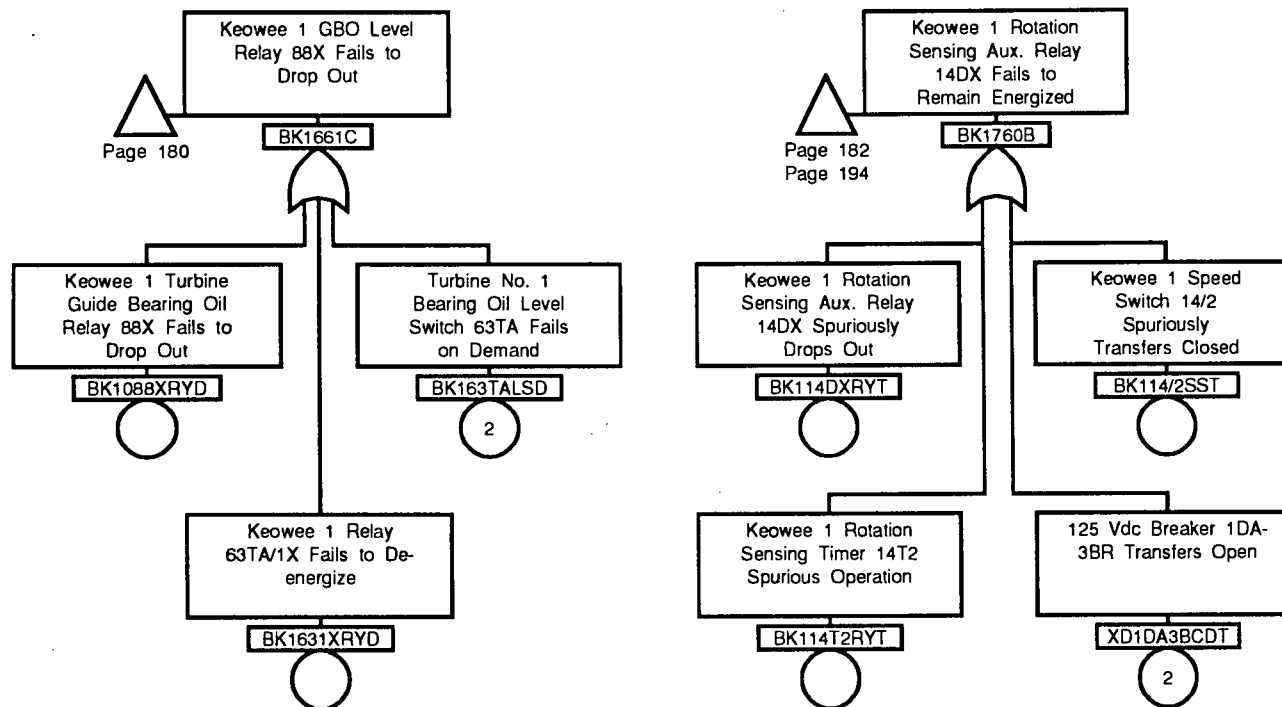 Keowee 1 GBO Level
Relay 88X Fails to
Drop Out
Page 180
BK1661C
Keowee 1 Turbine
Guide Bearing Oil
Relay 88X Fails to
Drop Out
BK1088XRYD
Turbine No. 1
Bearing Oil Level
Switch 63TA Fails
on Demand
BK163TALSD
2
Keowee 1 Relay
63TA/1X Fails to De-
energize
BK1631XRYD
Keowee 1 Rotation
Sensing Aux. Relay
14DX Fails to
Remain Energized
BK1760B
Page 182
Page 194
Keowee 1 Rotation
Sensing Aux. Relay
14DX Spuriously
Drops Out
BK114DXRYT
Keowee 1 Speed
Switch 14/2
Spuriously
Transfers Closed
BK114/2SST
Keowee 1 Rotation
Sensing Timer 14T2
Spurious Operation
BK114T2RYT
125 Vdc Breaker 1DA-
3BR Transfers Open
XD1DA3BCDT
2